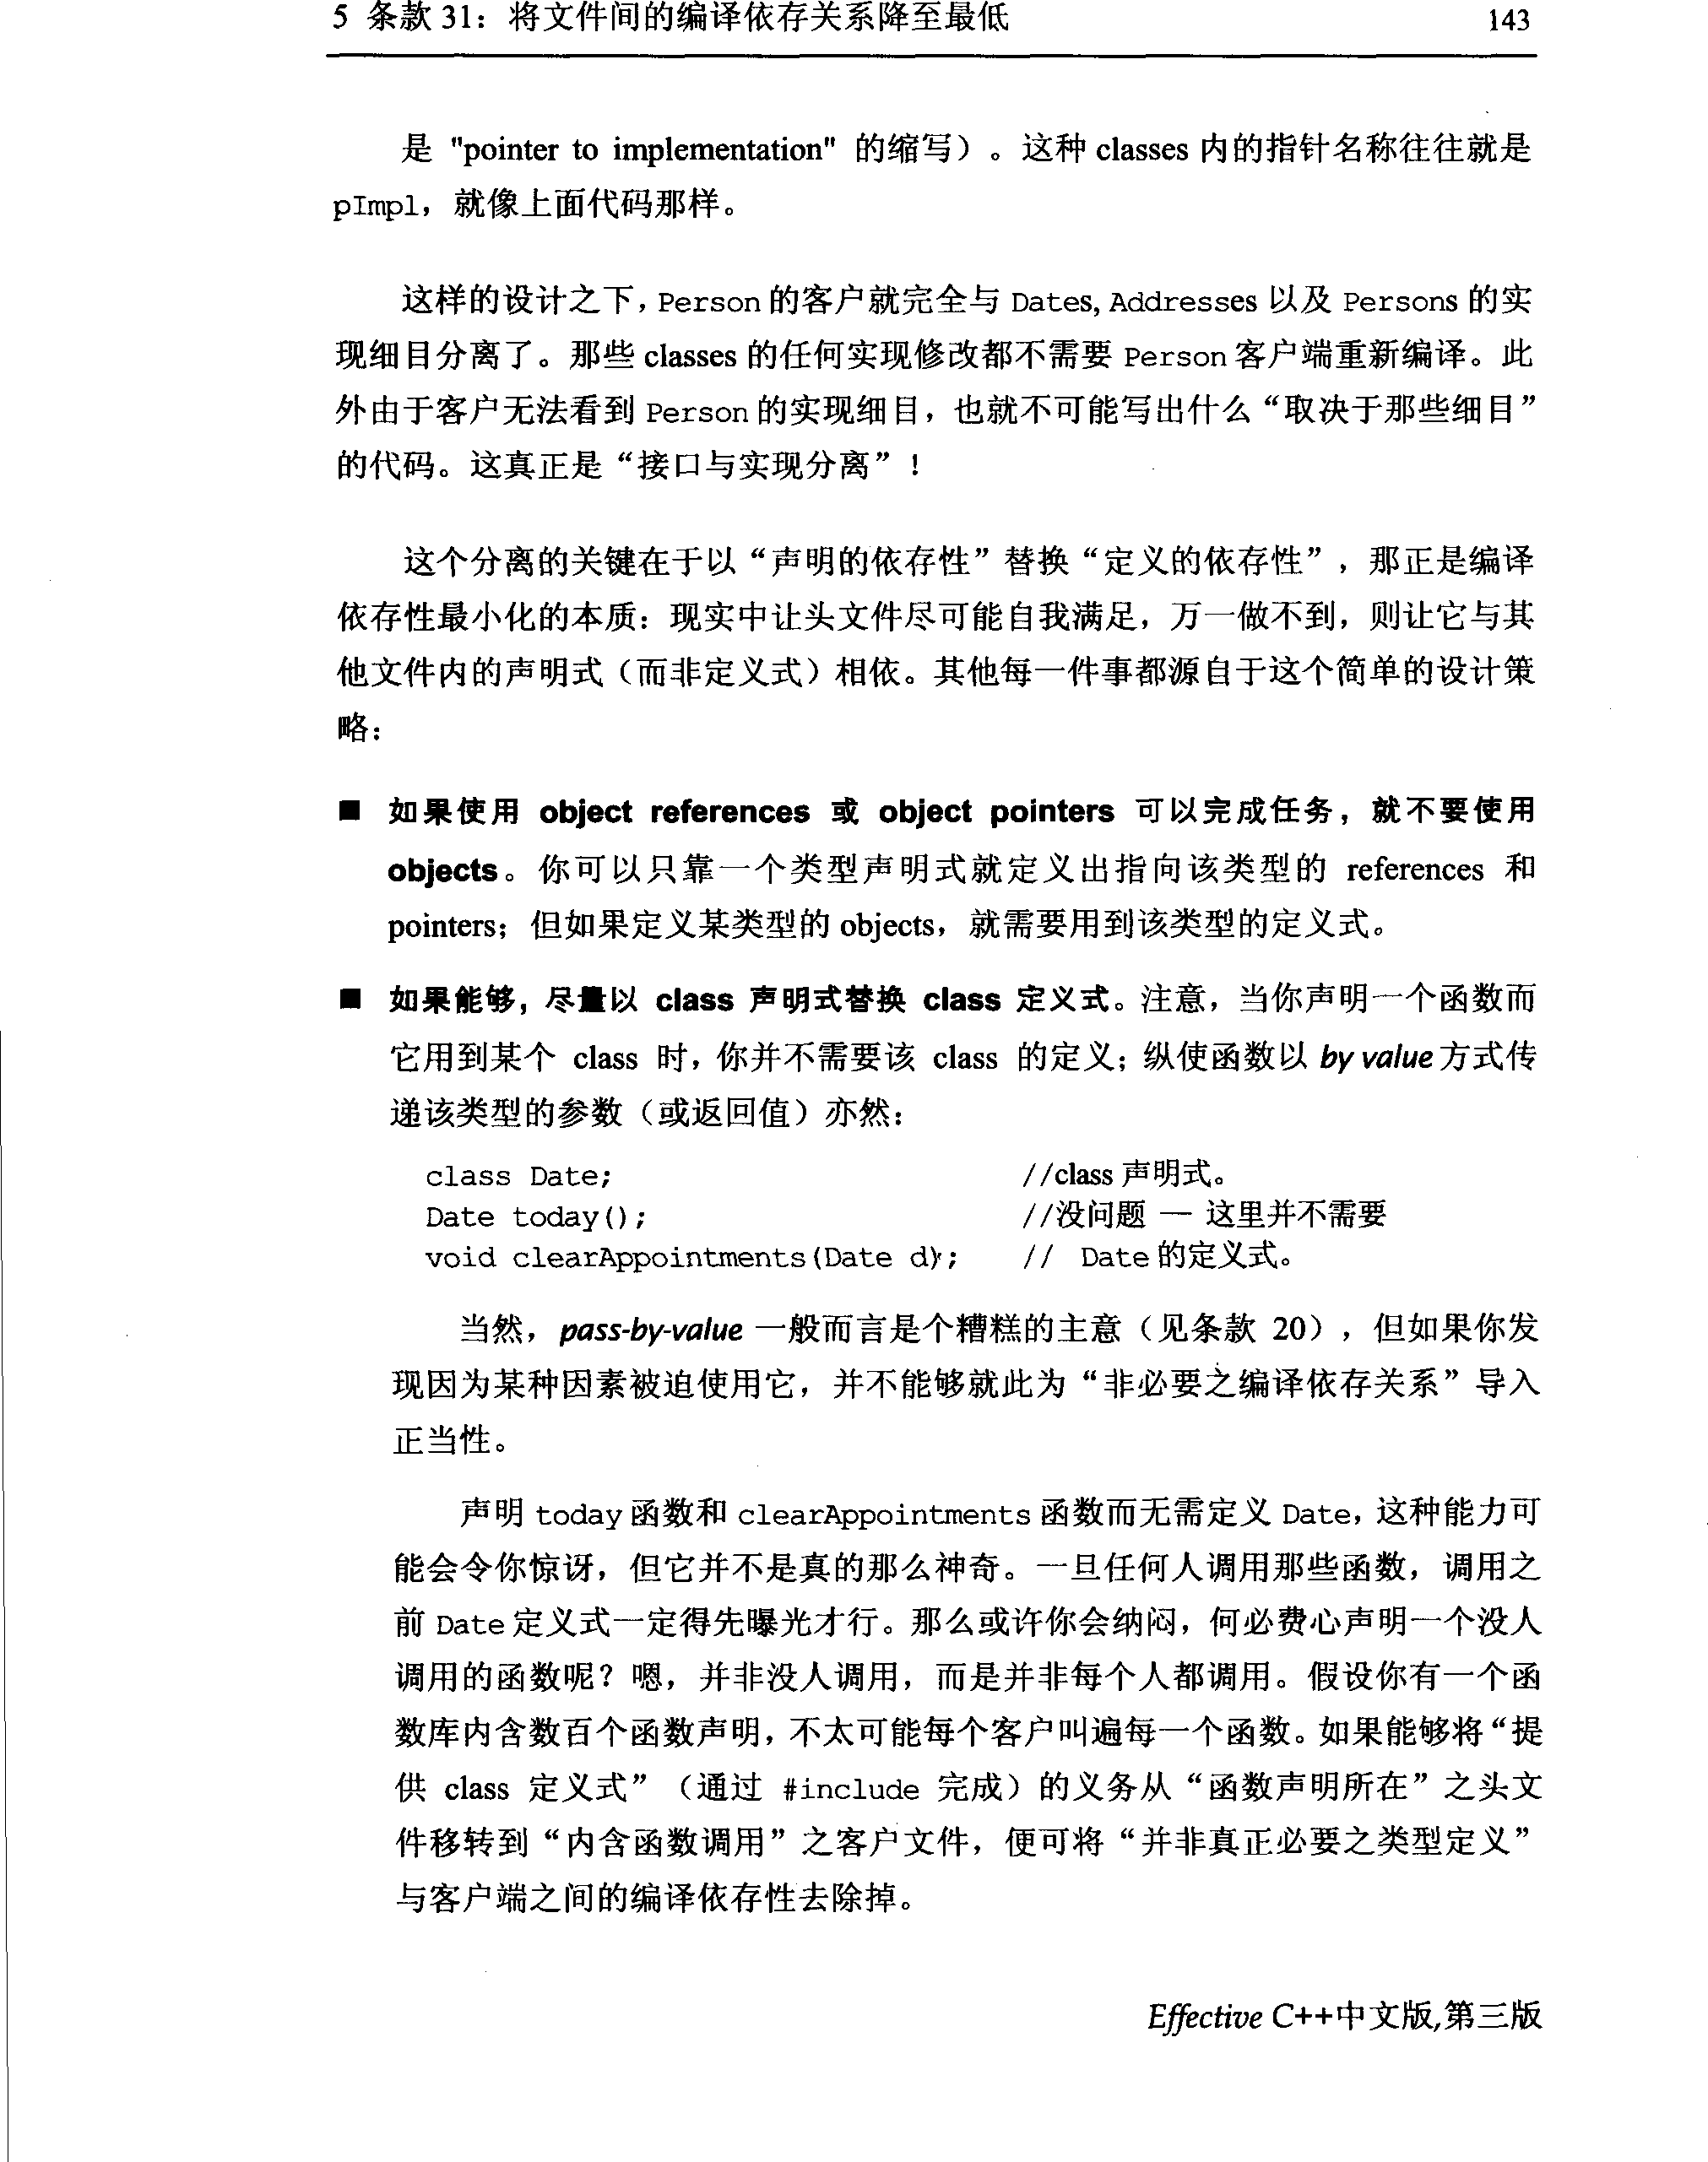 5 条款31：将文件间的编译依存关系降至最低 143
是 "pointer to implementation" 的缩写）。这种 classes 内的指针名称往往就是
pImpl，就像上面代码那样。
这样的设计之下，Person 的客户就完全与 Dates, Addresses 以及 Persons 的实
现细目分离了。那些 classes 的任何实现修改都不需要 Person 客户端重新编译。此
外由于客户无法看到 Person 的实现细目，也就不可能写出什么“取决于那些细目”
的代码。这真正是“接口与实现分离”！
这个分离的关键在于以“声明的依存性”替换“定义的依存性”，那正是编译
依存性最小化的本质：现实中让头文件尽可能自我满足，万一做不到，则让它与其
他文件内的声明式（而非定义式）相依。其他每一件事都源自于这个简单的设计策
略：
■ 如果使用 object references 或 object pointers 可以完成任务，就不要使用
objects。你可以只靠一个类型声明式就定义出指向该类型的 references 和
pointers；但如果定义某类型的 objects，就需要用到该类型的定义式。
■ 如果能够，尽量以 class 声明式替换 class 定义式。注意，当你声明一个函数而
它用到某个 class 时，你并不需要该 class 的定义；纵使函数以 by value 方式传
递该类型的参数（或返回值）亦然：
class Date; //class 声明式。
Date today(); //没问题 — 这里并不需要
void clearAppointments(Date d); // Date 的定义式。
当然，pass-by-value 一般而言是个糟糕的主意（见条款 20），但如果你发
现因为某种因素被迫使用它，并不能够就此为“非必要之编译依存关系”导入
正当性。
声明 today 函数和 clearAppointments 函数而无需定义 Date，这种能力可
能会令你惊讶，但它并不是真的那么神奇。一旦任何人调用那些函数，调用之
前 Date 定义式一定得先曝光才行。那么或许你会纳闷，何必费心声明一个没人
调用的函数呢？嗯，并非没人调用，而是并非每个人都调用。假设你有一个函
数库内含数百个函数声明，不太可能每个客户叫遍每一个函数。如果能够将“提
供 class 定义式”（通过 #include 完成）的义务从“函数声明所在”之头文
件移转到“内含函数调用”之客户文件，便可将“并非真正必要之类型定义”
与客户端之间的编译依存性去除掉。
Effective C++中文版,第三版